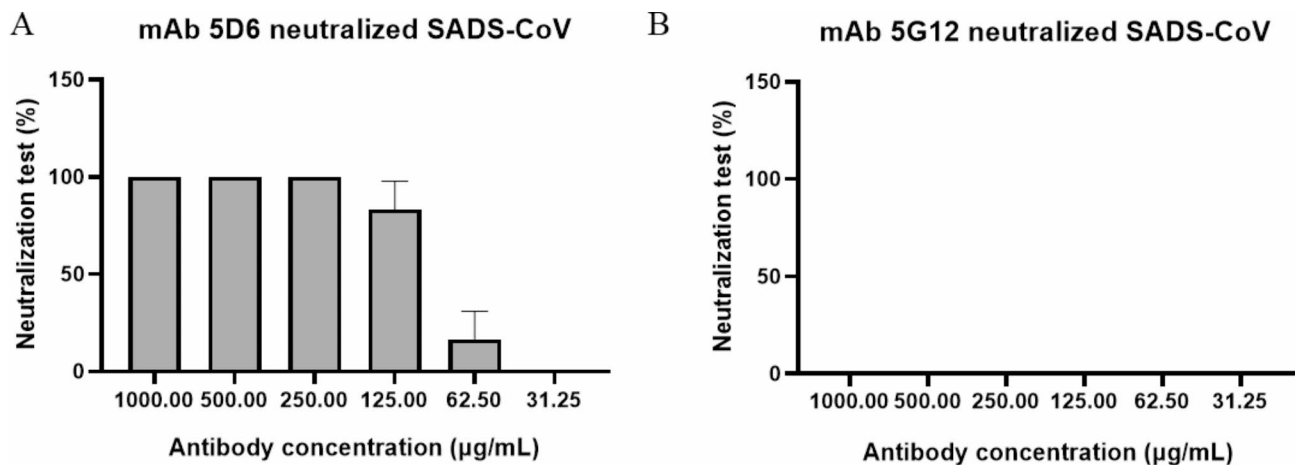 A
mAb 5D6 neutralized SADS-CoV
Neutralization test (%)
150
100
50
0
1000.00 500.00 250.00 125.00 62.50 31.25
Antibody concentration (µg/mL)
B
mAb 5G12 neutralized SADS-CoV
Neutralization test (%)
150
100
50
0
1000.00 500.00 250.00 125.00 62.50 31.25
Antibody concentration (µg/mL)